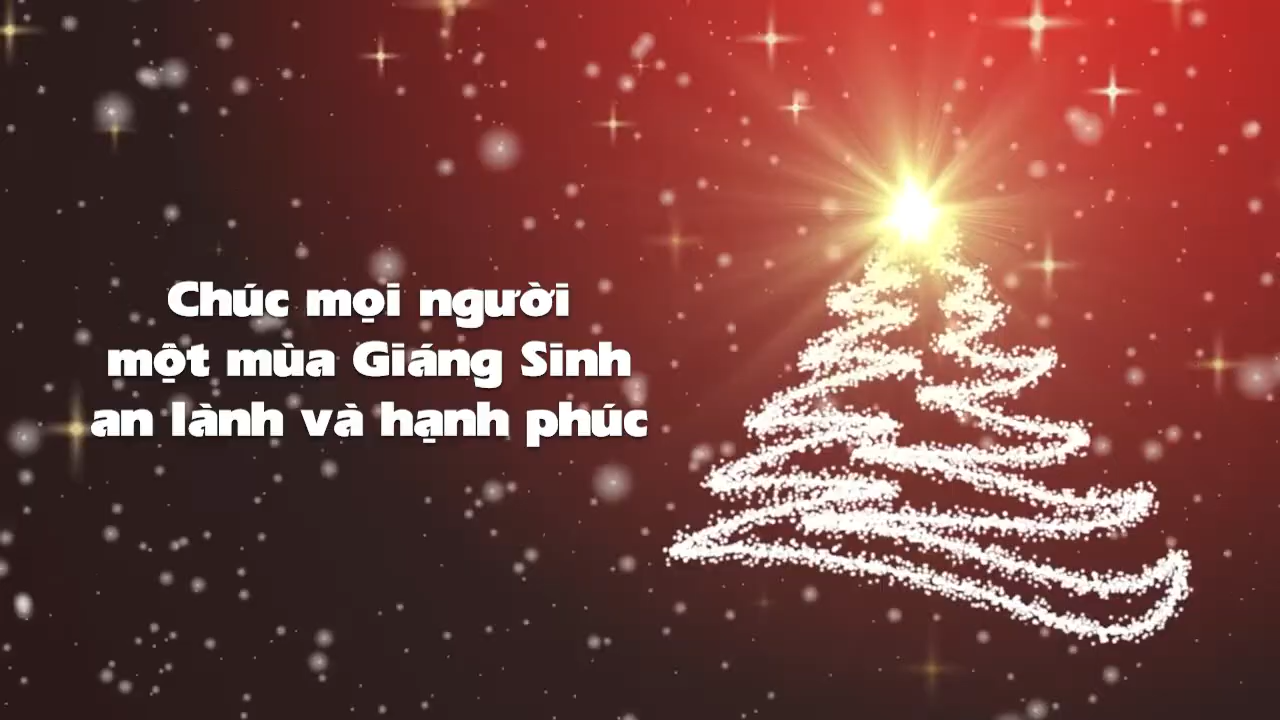 Chúc mọi người
một mùa Giáng Sinh
an lành và hạnh phúc